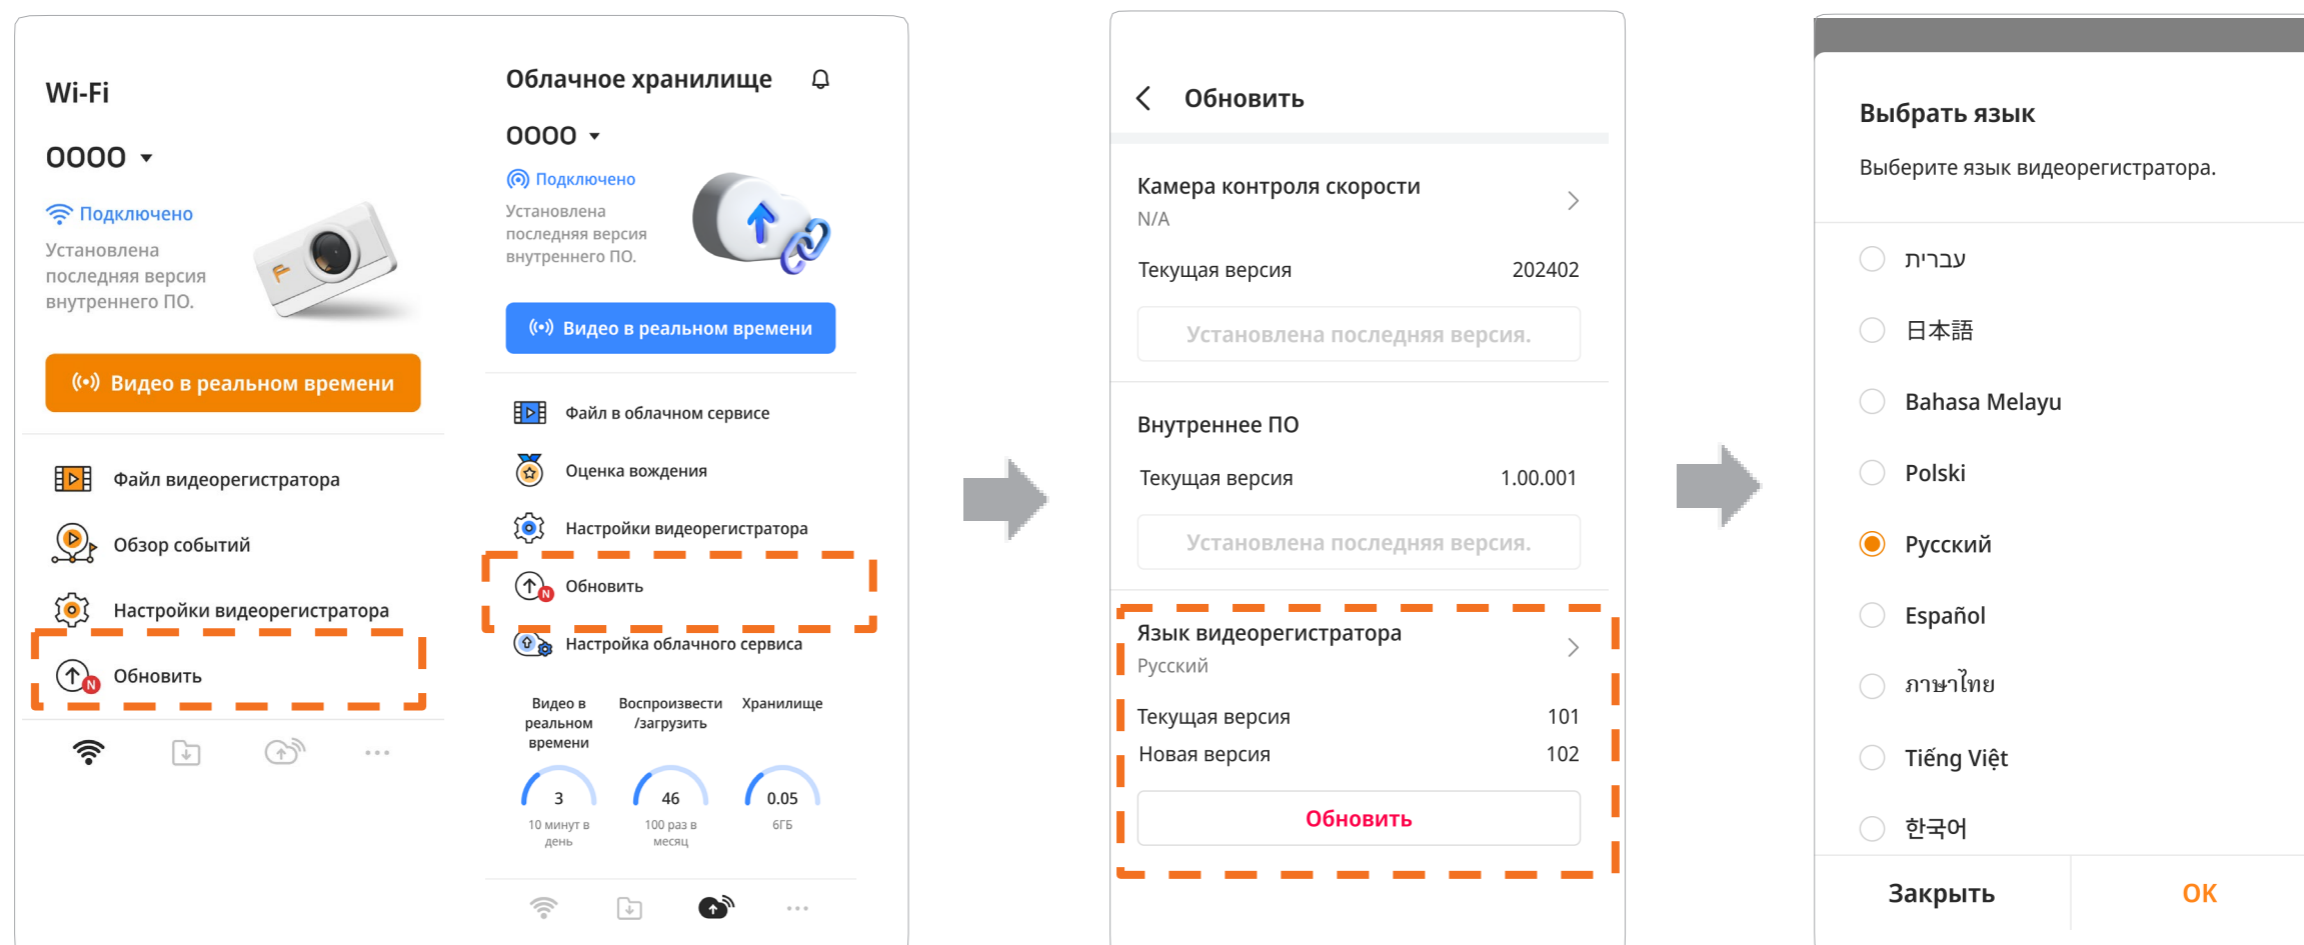 Wi-Fi
OOOO
Подключено
Установлена
последняя версия
внутреннего ПО.
Видео в реальном времени
Файл видеорегистратора
Обзор событий
Настройки видеорегистратора
Обновить
N
Облачное хранилище
OOOO
Подключено
Установлена
последняя версия
внутреннего ПО.
Видео в реальном времени
Файл в облачном сервисе
Оценка вождения
Настройки видеорегистратора
Обновить
N
Настройка облачного сервиса
Видео в
реальном
времени
3
10 минут в
день
Воспроизвести
/загрузить
46
100 раз в
месяц
Хранилище
0.05
6ГБ
Обновить
Камера контроля скорости
N/A
Текущая версия 202402
Установлена последняя версия.
Внутреннее ПО
Текущая версия 1.00.001
Установлена последняя версия.
Язык видеорегистратора
Русский
Текущая версия 101
Новая версия 102
Обновить
Выбрать язык
Выберите язык видеорегистратора.
עברית
日本語
Bahasa Melayu
Polski
Русский
Español
ภาษาไทย
Tiếng Việt
한국어
Закрыть OK